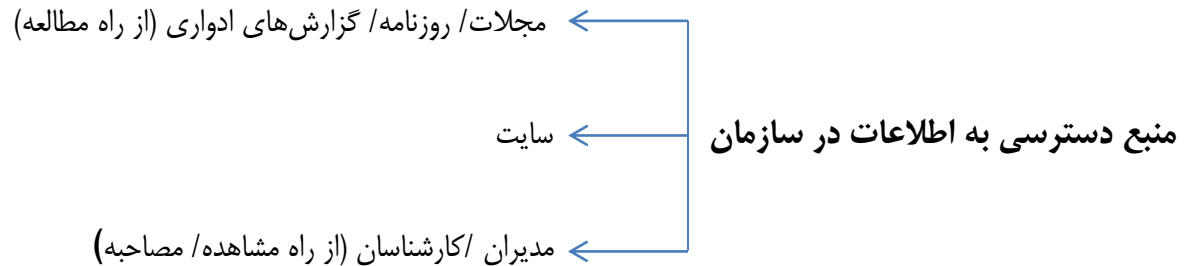 مجلات/ روزنامه/ گزارش‌های ادواری (از راه مطالعه)
منبع دسترسی به اطلاعات در سازمان
سایت
مدیران /کارشناسان (از راه مشاهده/ مصاحبه)